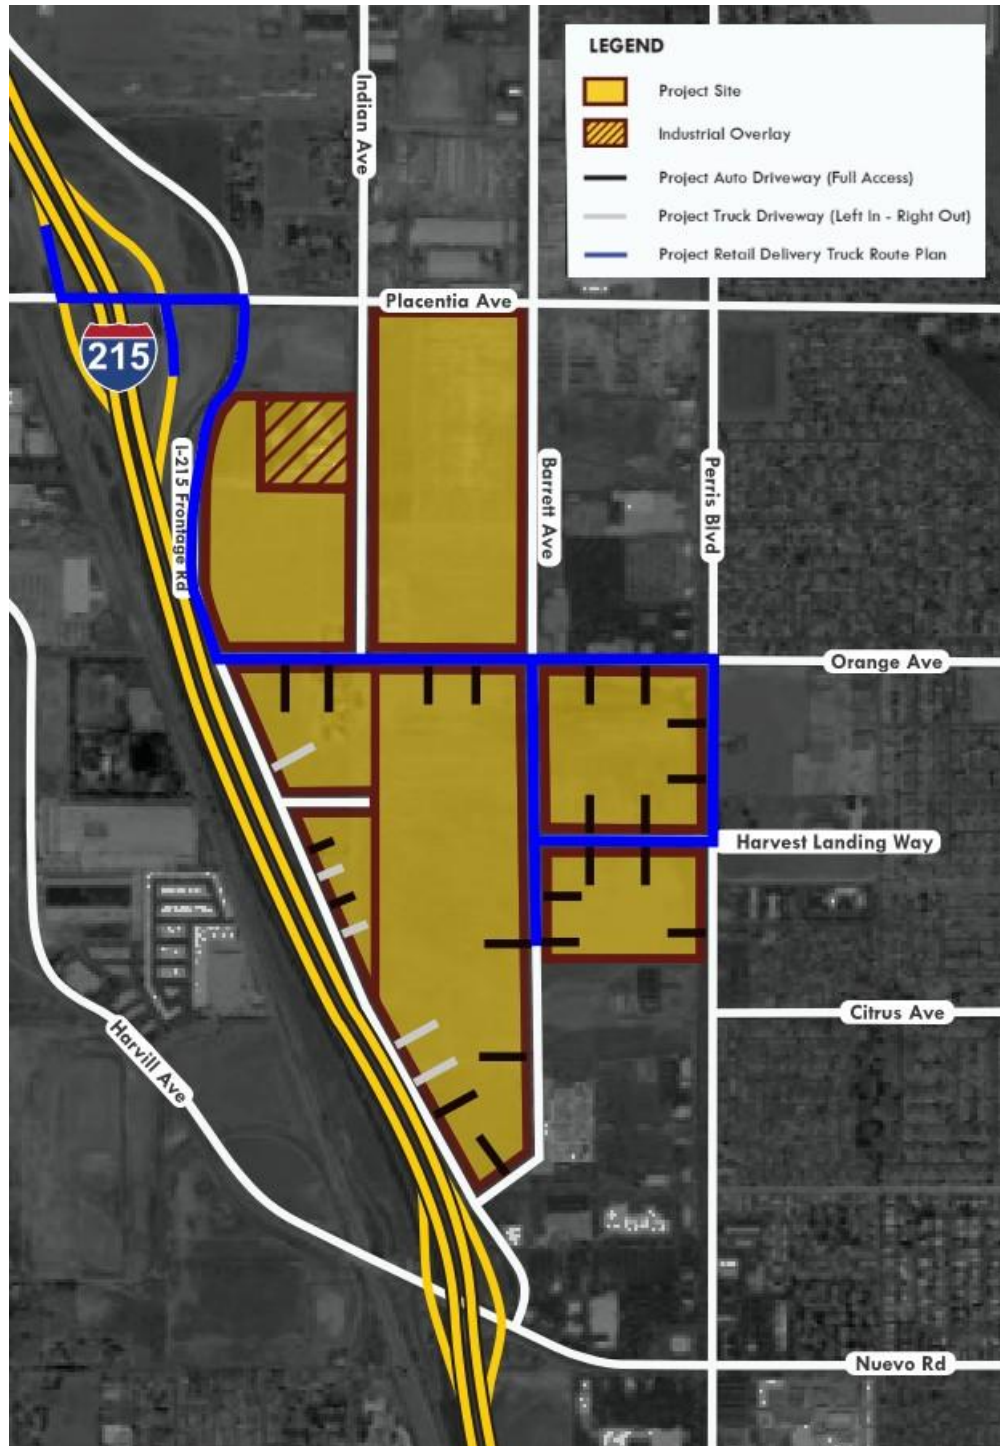 LEGEND
Project Site
Industrial Overlay
Project Auto Driveway (Full Access)
Project Truck Driveway (Left In - Right Out)
Project Retail Delivery Truck Route Plan
Indian Ave
Placentia Ave
215
I-215 Frontage Rd
Barrett Ave
Perris Blvd
Orange Ave
Harvest Landing Way
Citrus Ave
Harvill Ave
Nuevo Rd